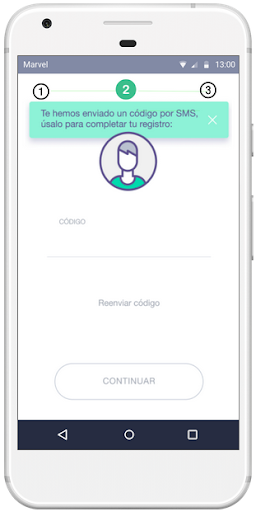 Marvel 13:00
1 2 3
Te hemos enviado un código por SMS,
úsalo para completar tu registro:
CÓDIGO
Reenviar código
CONTINUAR